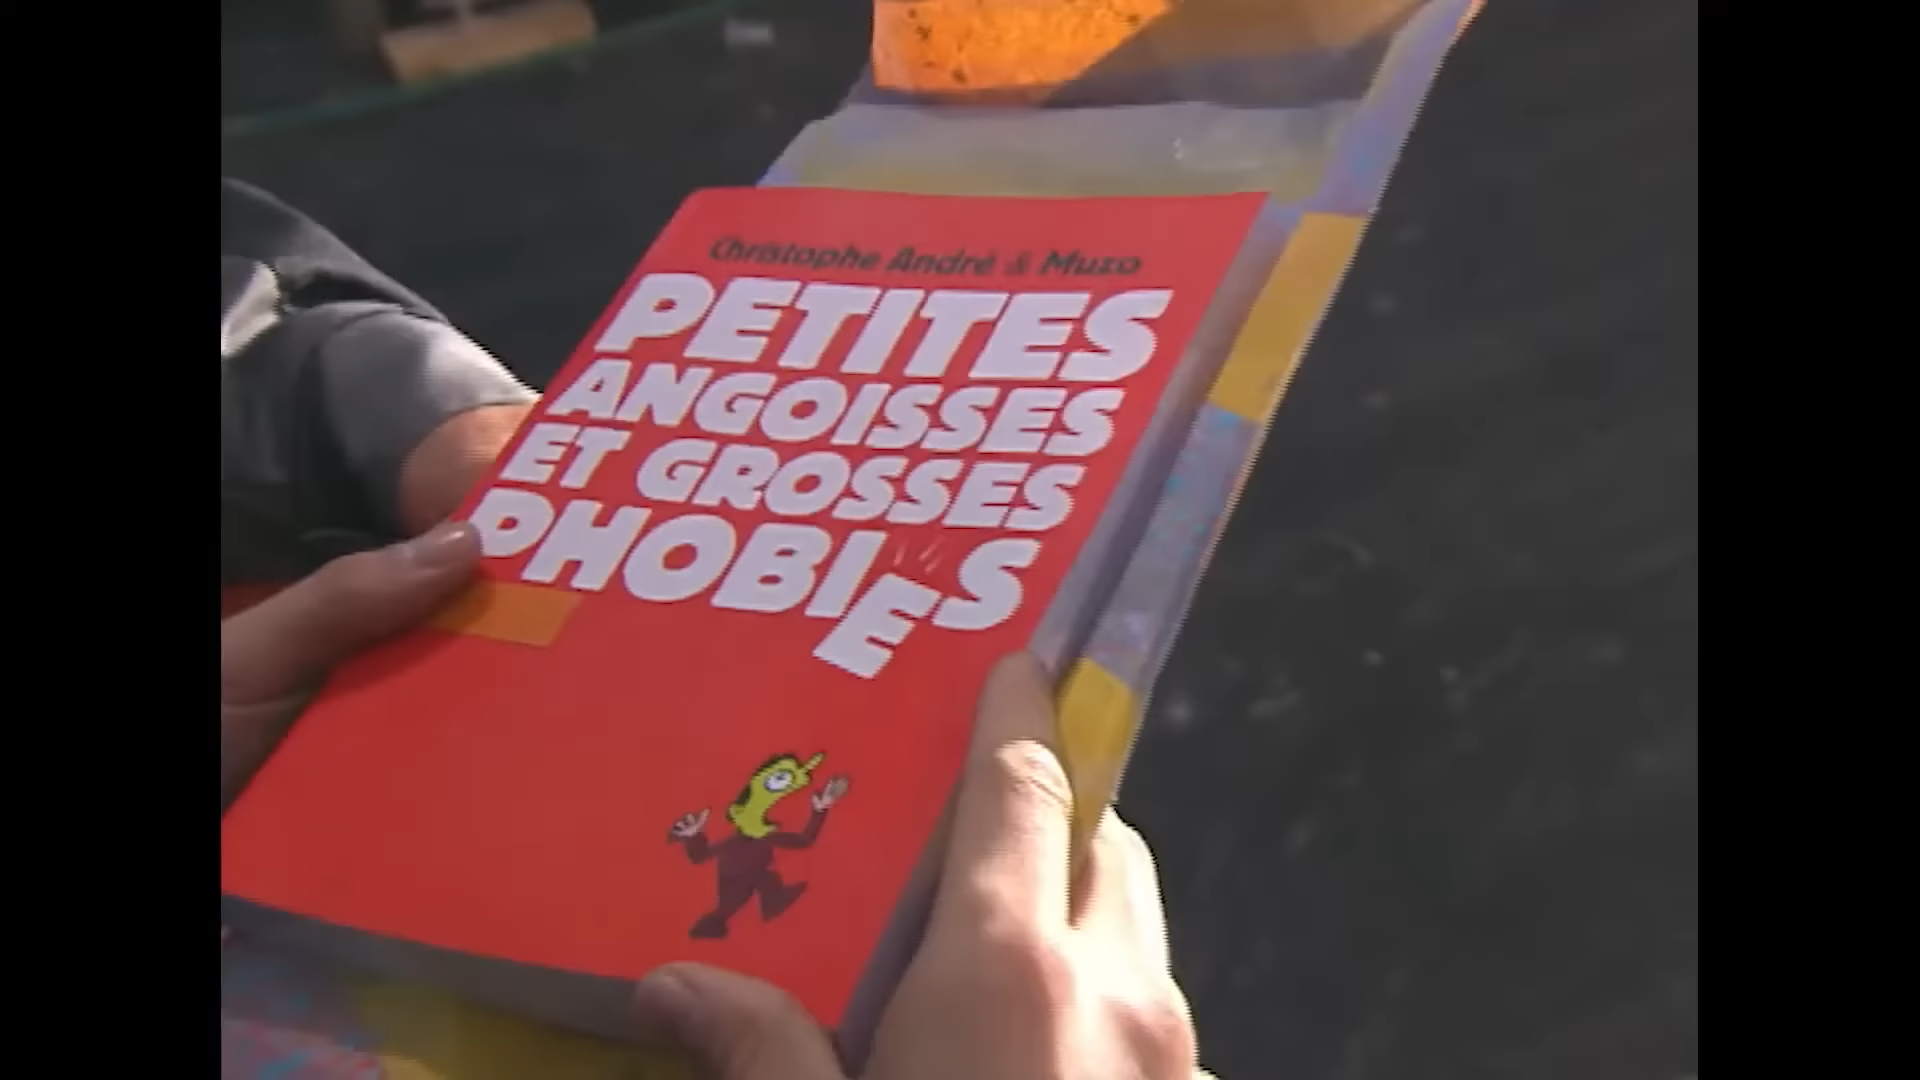 Christophe André & Muzo
PETITES
ANGOISSES
ET GROSSES
PHOBIES